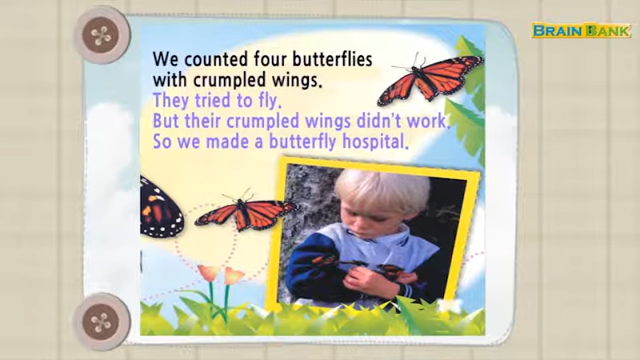 BRAIN BANK
We counted four butterflies
with crumpled wings.
They tried to fly.
But their crumpled wings didn't work.
So we made a butterfly hospital.